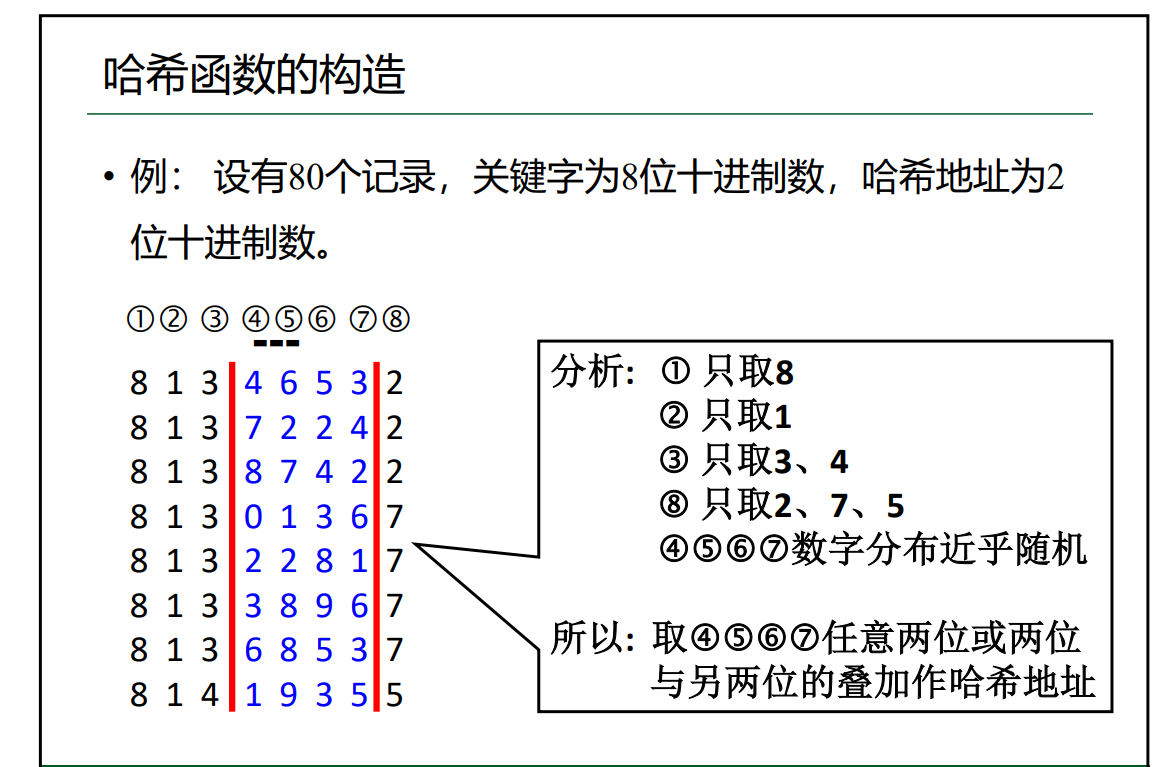 哈希函数的构造
• 例： 设有80个记录，关键字为8位十进制数，哈希地址为2
位十进制数。
①② ③ ④⑤⑥ ⑦⑧
8 1 3 4 6 5 3 2
8 1 3 7 2 2 4 2
8 1 3 8 7 4 2 2
8 1 3 0 1 3 6 7
8 1 3 2 2 8 1 7
8 1 3 3 8 9 6 7
8 1 3 6 8 5 3 7
8 1 4 1 9 3 5 5
分析: ① 只取8
② 只取1
③ 只取3、4
⑧ 只取2、7、5
④⑤⑥⑦数字分布近乎随机
所以: 取④⑤⑥⑦任意两位或两位
与另两位的叠加作哈希地址